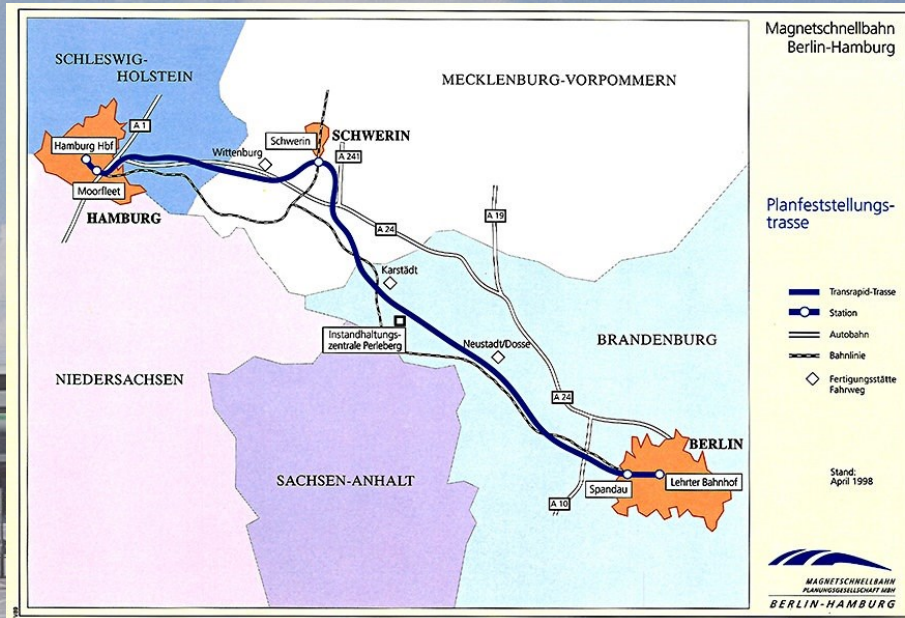 Magnetschnellbahn
Berlin-Hamburg
Planfeststellungs-
trasse
Transrapid-Trasse
Station
Autobahn
Bahnlinie
Fertigungsstätte
Fahrweg
Stand:
April 1998
MAGNETSCHNELLBAHN
PLANUNGSGESELLSCHAFT MBH
BERLIN-HAMBURG
SCHLESWIG-
HOLSTEIN
MECKLENBURG-VORPOMMERN
A 1
Hamburg Hbf
Moorfleet
HAMBURG
Wittenburg
Schwerin
SCHWERIN
A 241
A 24
A 19
Karstädt
Instandhaltungs-
zentrale Perleberg
Neustadt/Dosse
BRANDENBURG
NIEDERSACHSEN
SACHSEN-ANHALT
A 24
BERLIN
Spandau
Lehrter Bahnhof
A 10